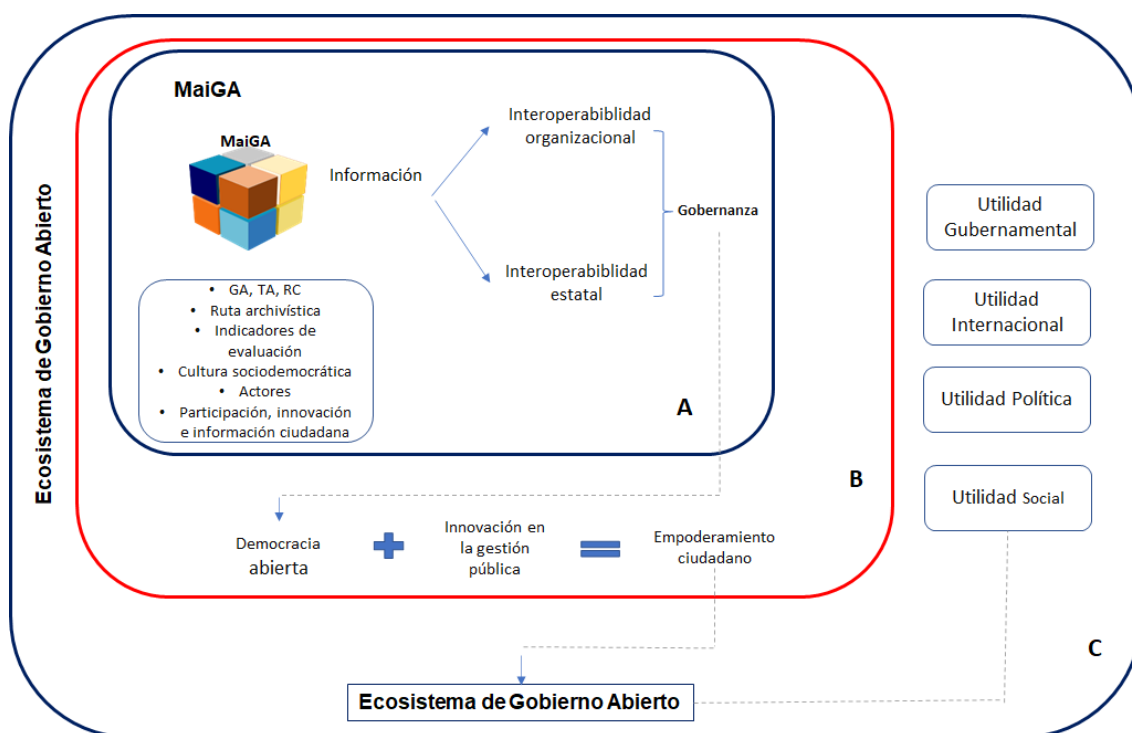 Ecosistema de Gobierno Abierto
MaiGA
MaiGA
Información
Interoperabiblidad
organizacional
Gobernanza
Interoperabiblidad
estatal
• GA, TA, RC
• Ruta archivística
• Indicadores de
evaluación
• Cultura sociodemocrática
• Actores
• Participación, innovación
e información ciudadana
A
B
Democracia
abierta
Innovación en
la gestión
pública
Empoderamiento
ciudadano
Utilidad
Gubernamental
Utilidad
Internacional
Utilidad Política
Utilidad Social
C
Ecosistema de Gobierno Abierto